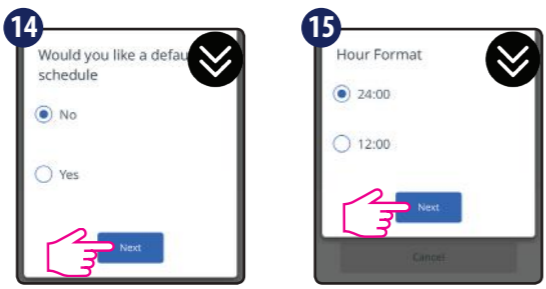 14
Would you like a defau
schedule
No
Yes
Next
15
Hour Format
24:00
12:00
Next
Cancel